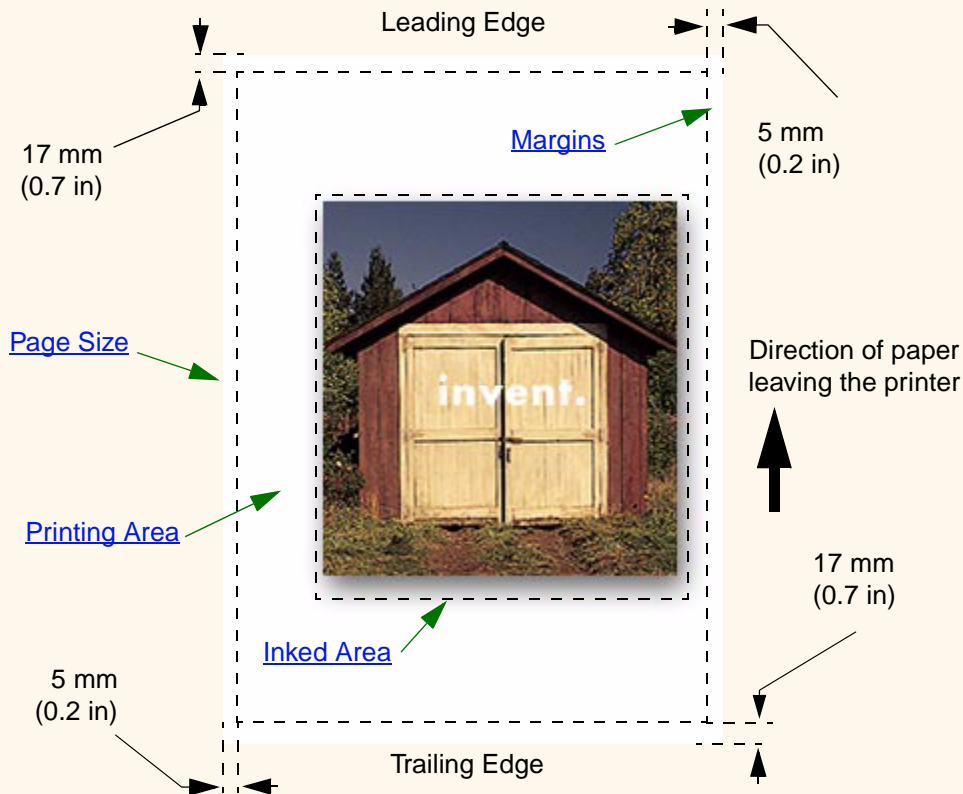 Leading Edge
17 mm
(0.7 in)
Margins
5 mm
(0.2 in)
Page Size
invent.
Direction of paper
leaving the printer
Printing Area
17 mm
(0.7 in)
Inked Area
5 mm
(0.2 in)
Trailing Edge